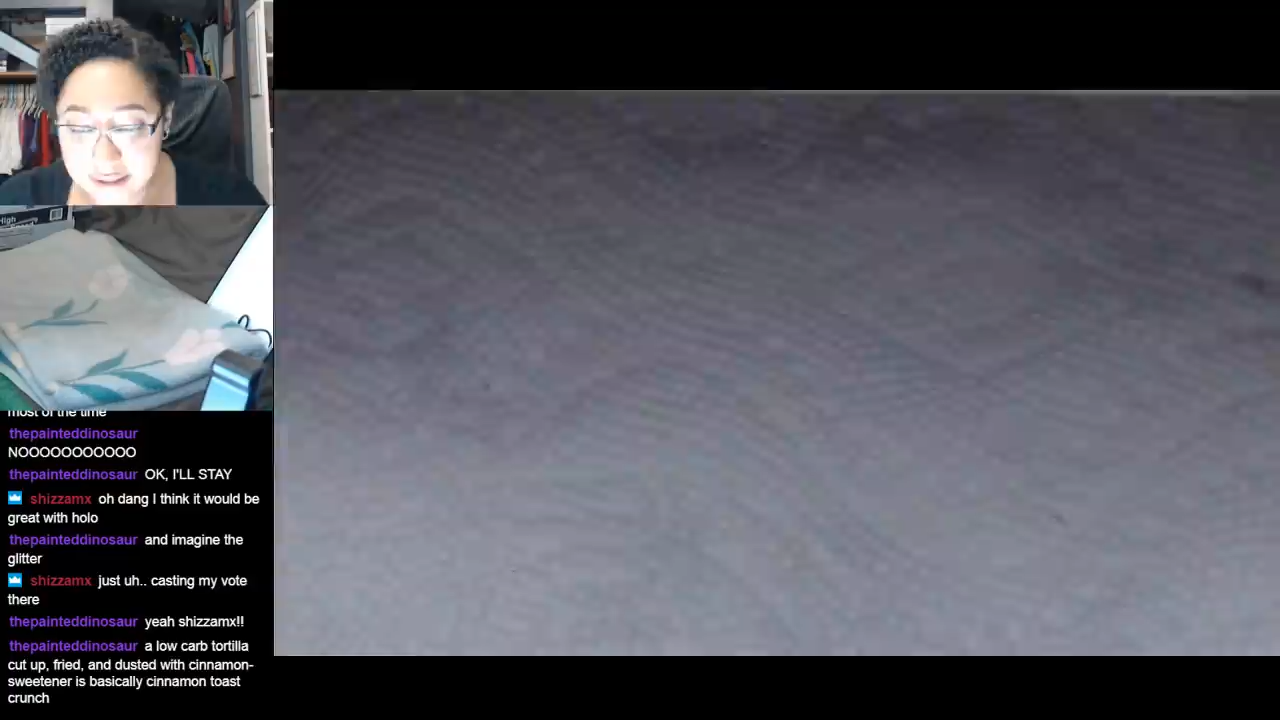 High
most of the time
thepainteddinosaur
NOOOOOOOOOOO
thepainteddinosaur OK, I'LL STAY
shizzamx oh dang I think it would be
great with holo
thepainteddinosaur and imagine the
glitter
shizzamx just uh.. casting my vote
there
thepainteddinosaur yeah shizzamx!!
thepainteddinosaur a low carb tortilla
cut up, fried, and dusted with cinnamon-
sweetener is basically cinnamon toast
crunch